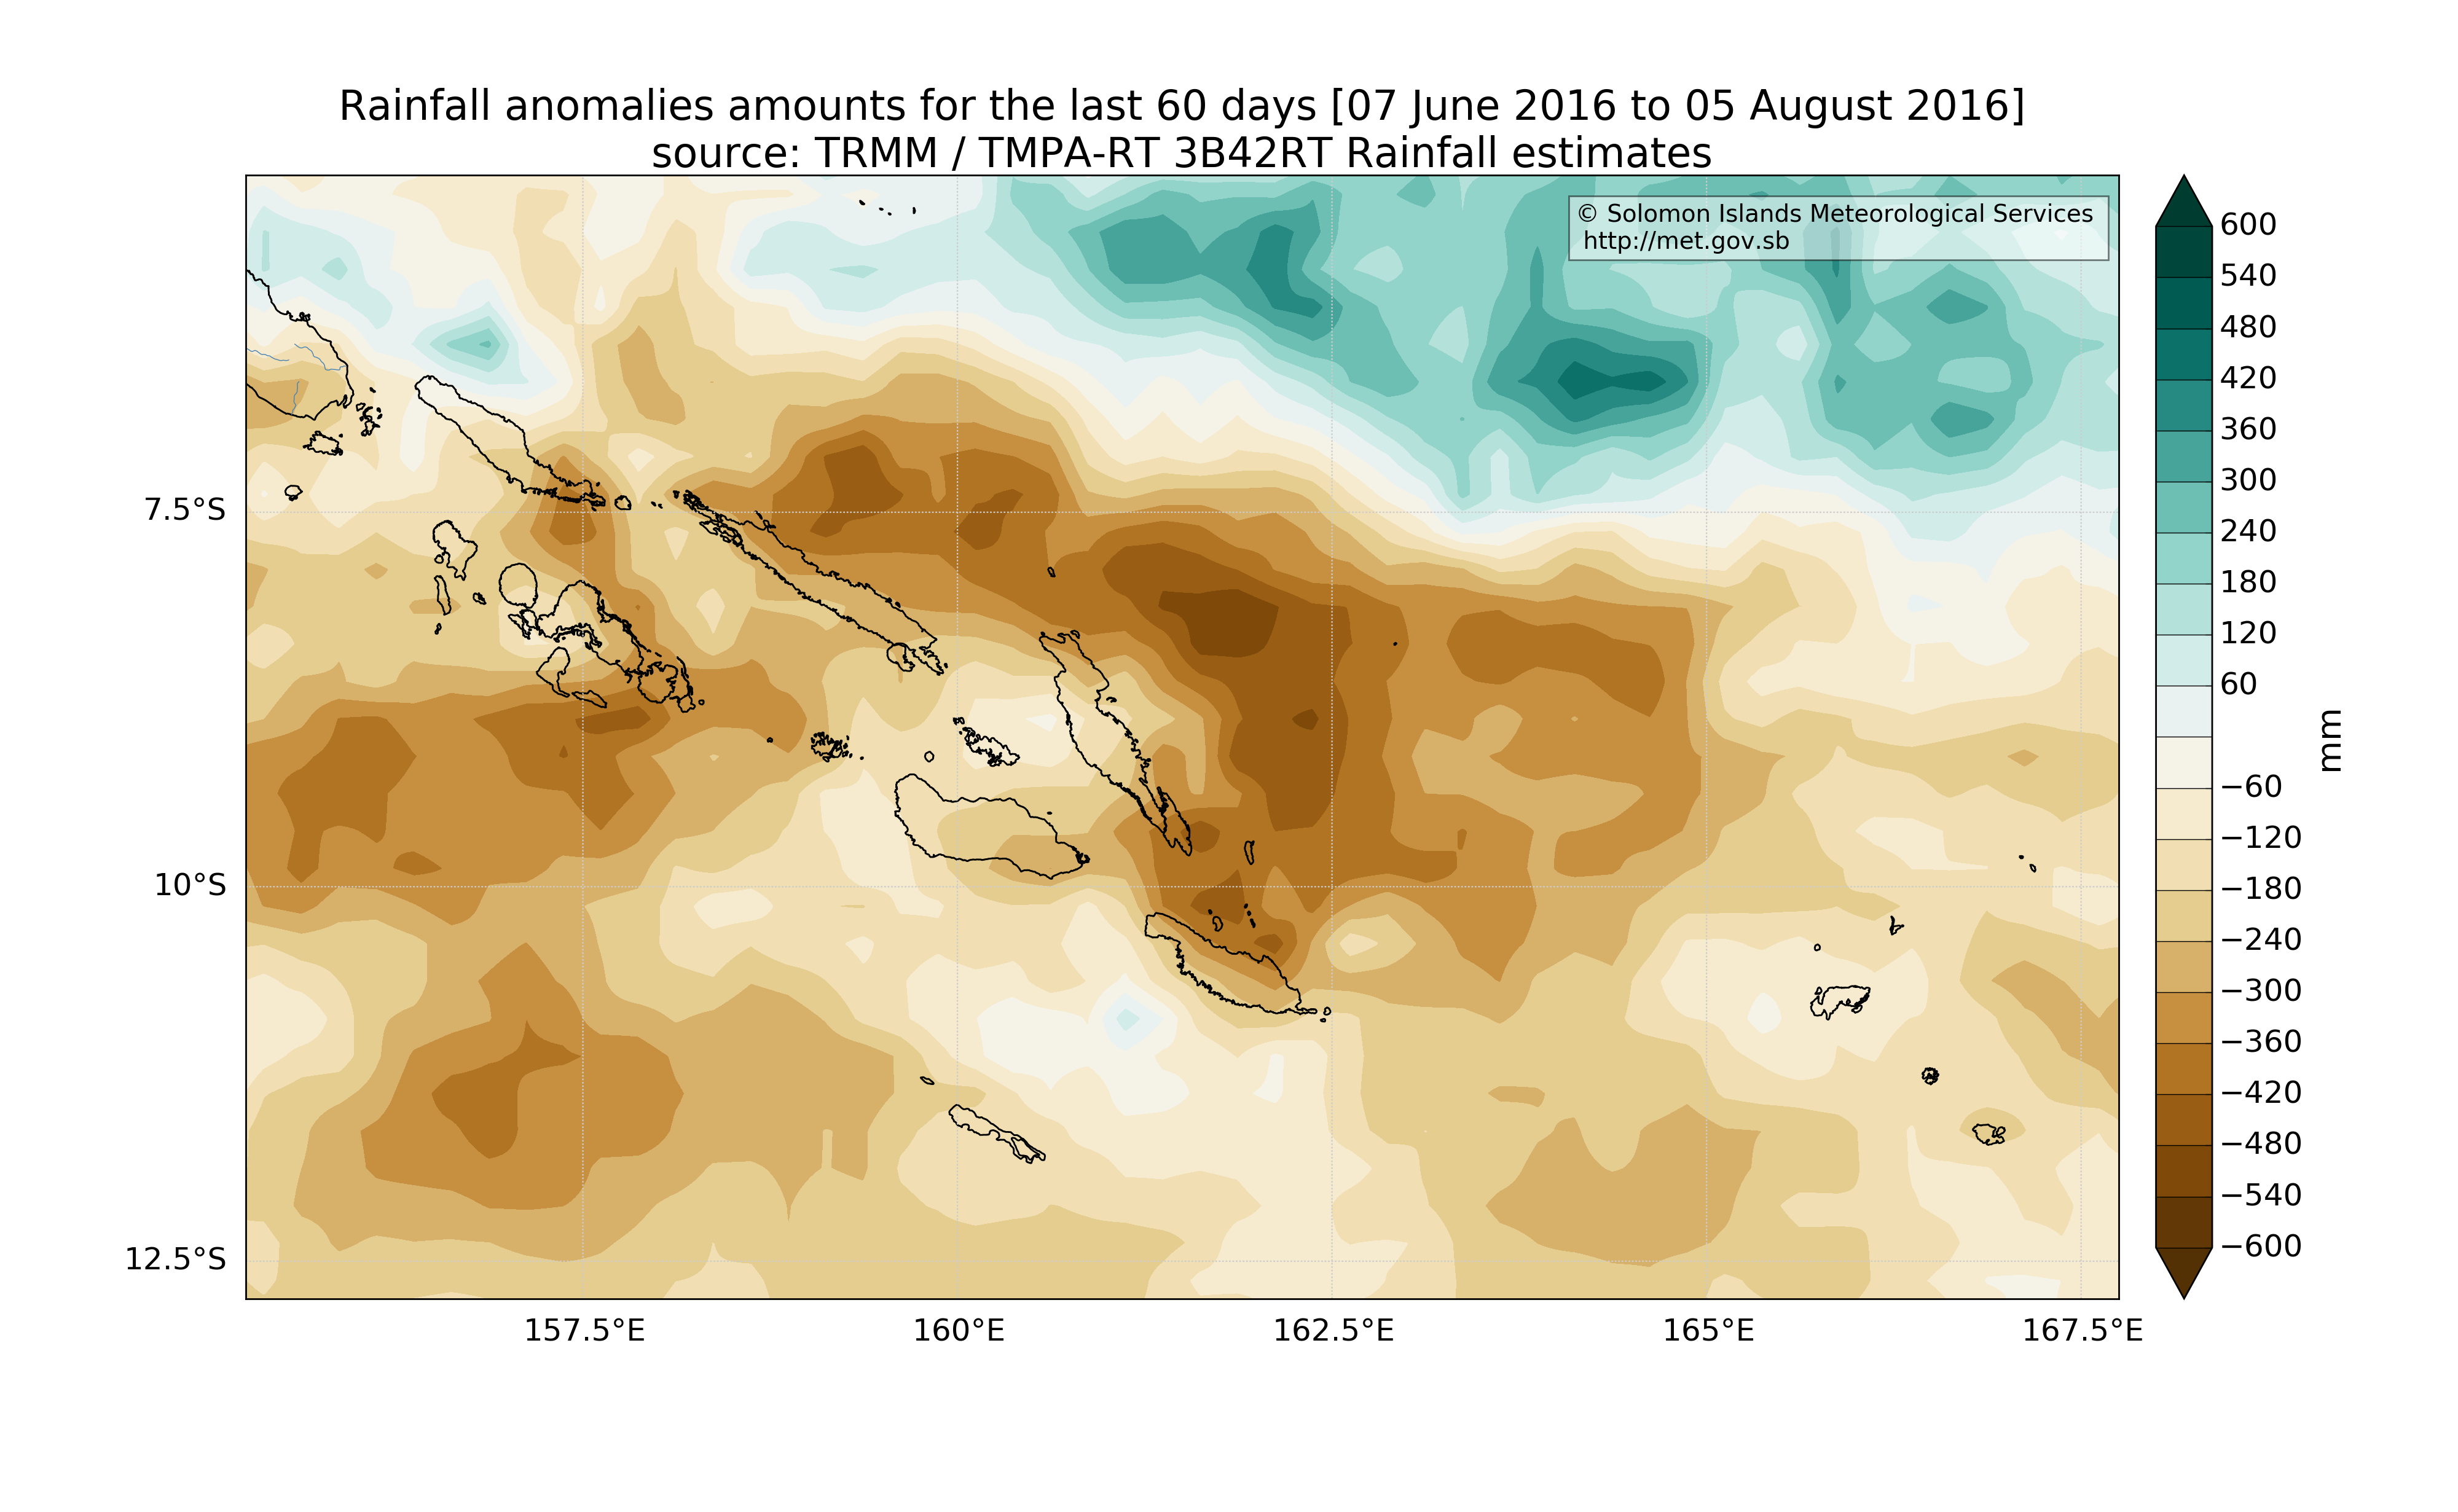 Rainfall anomalies amounts for the last 60 days [07 June 2016 to 05 August 2016]
source: TRMM / TMPA-RT 3B42RT Rainfall estimates
© Solomon Islands Meteorological Services
http://met.gov.sb
7.5°S
10°S
12.5°S
157.5°E
160°E
162.5°E
165°E
167.5°E
600
540
480
420
360
300
240
180
120
60
−60
−120
−180
−240
−300
−360
−420
−480
−540
−600
mm